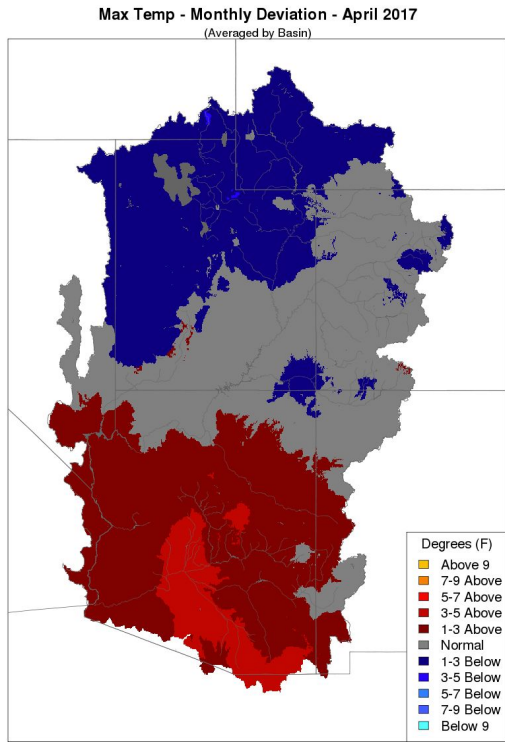 Max Temp - Monthly Deviation - April 2017
(Averaged by Basin)
Degrees (F)
Above 9
7-9 Above
5-7 Above
3-5 Above
1-3 Above
Normal
1-3 Below
3-5 Below
5-7 Below
7-9 Below
Below 9